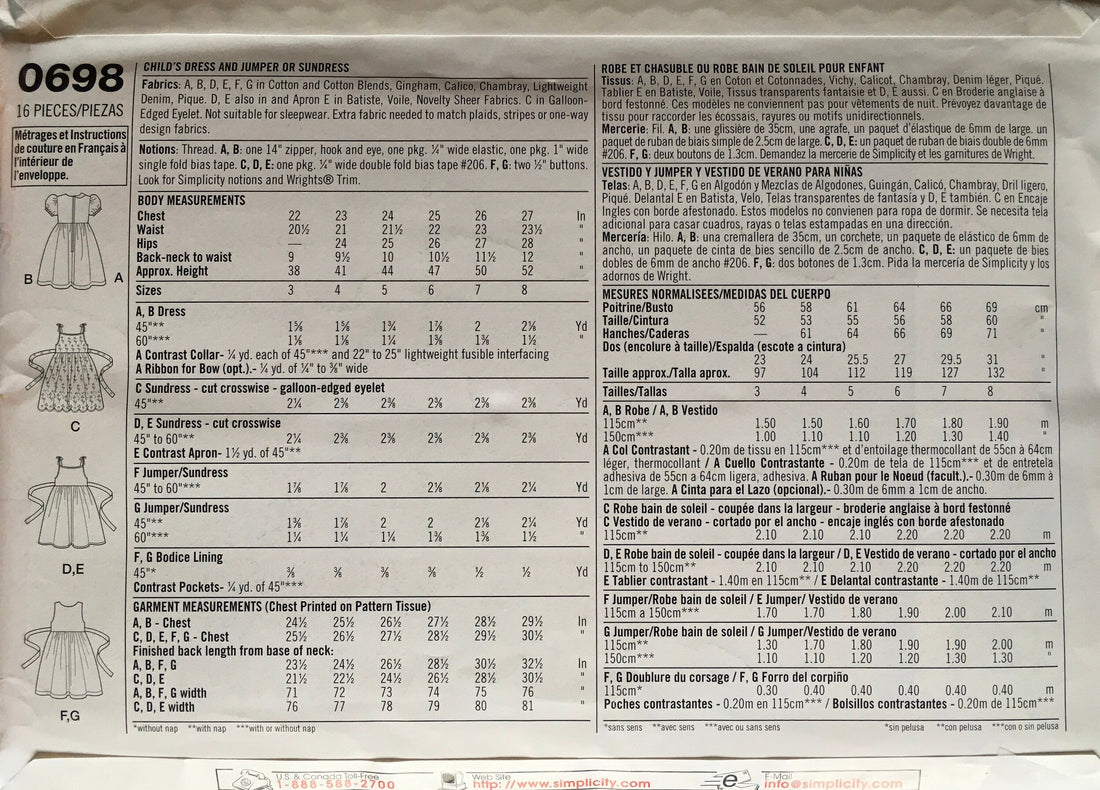 0698
16 PIECES/PIEZAS
Métrages et Instructions
de couture en Français à
l'intérieur de
l'enveloppe.
B A
C
D,E
F,G
CHILD'S DRESS AND JUMPER OR SUNDRESS
Fabrics: A, B, D, E, F, G in Cotton and Cotton Blends, Gingham, Calico, Chambray, Lightweight
Denim, Pique. D, E also in and Apron E in Batiste, Voile, Novelty Sheer Fabrics. C in Galloon-
Edged Eyelet. Not suitable for sleepwear. Extra fabric needed to match plaids, stripes or one-way
design fabrics.
Notions: Thread. A, B: one 14" zipper, hook and eye, one pkg. ¼" wide elastic, one pkg. 1" wide
single fold bias tape. C, D, E: one pkg. ¼" wide double fold bias tape #206. F, G: two ½" buttons.
Look for Simplicity notions and Wrights® Trim.
BODY MEASUREMENTS
Chest 22 23 24 25 26 27 In
Waist 20½ 21 21½ 22 23 23½ "
Hips — 24 25 26 27 28 "
Back-neck to waist 9 9½ 10 10½ 11½ 12 "
Approx. Height 38 41 44 47 50 52 "
Sizes 3 4 5 6 7 8
A, B Dress
45"** 1⅝ 1⅝ 1¾ 1⅞ 2 2⅛ Yd
60"*** 1⅛ 1⅛ 1⅛ 1⅜ 1⅜ 1½ "
A Contrast Collar- ¼ yd. each of 45"*** and 22" to 25" lightweight fusible interfacing
A Ribbon for Bow (opt.).- ¼ yd. of ¼" to ⅜" wide
C Sundress - cut crosswise - galloon-edged eyelet
45"** 2¼ 2⅜ 2⅜ 2⅜ 2⅜ 2⅜ Yd
D, E Sundress - cut crosswise
45" to 60"** 2¼ 2⅜ 2⅜ 2⅜ 2⅜ 2⅜ Yd
E Contrast Apron- 1½ yd. of 45"**
F Jumper/Sundress
45" to 60"*** 1⅞ 1⅞ 2 2⅛ 2⅛ 2¼ Yd
G Jumper/Sundress
45"** 1⅜ 1⅞ 2 2 2⅛ 2¼ Yd
60"*** 1¼ 1¼ 1¼ 1⅜ 1⅜ 1½ "
F, G Bodice Lining
45"* ⅜ ⅜ ⅜ ⅜ ½ ½ Yd
Contrast Pockets- ¼ yd. of 45"***
GARMENT MEASUREMENTS (Chest Printed on Pattern Tissue)
A, B - Chest 24½ 25½ 26½ 27½ 28½ 29½ In
C, D, E, F, G - Chest 25½ 26½ 27½ 28½ 29½ 30½ "
Finished back length from base of neck:
A, B, F, G 23½ 24½ 26½ 28½ 30½ 32½ In
C, D, E 21½ 22½ 24½ 26½ 28½ 30½ "
A, B, F, G width 71 72 73 74 75 76 "
C, D, E width 76 77 78 79 80 81 "
*without nap **with nap ***with or without nap
ROBE ET CHASUBLE OU ROBE BAIN DE SOLEIL POUR ENFANT
Tissus: A, B, D, E, F, G en Coton et Cotonnades, Vichy, Calicot, Chambray, Denim léger, Piqué.
Tablier E en Batiste, Voile, Tissus transparents fantaisie et D, E aussi. C en Broderie anglaise à
bord festonné. Ces modèles ne conviennent pas pour vêtements de nuit. Prévoyez davantage de
tissu pour raccorder les écossais, rayures ou motifs unidirectionnels.
Mercerie: Fil. A, B: une glissière de 35cm, une agrafe, un paquet d'élastique de 6mm de large. un
paquet de ruban de biais simple de 2.5cm de large. C, D, E: un paquet de ruban de biais double de 6mm
#206. F, G: deux boutons de 1.3cm. Demandez la mercerie de Simplicity et les garnitures de Wright.
VESTIDO Y JUMPER Y VESTIDO DE VERANO PARA NIÑAS
Telas: A, B, D, E, F, G en Algodón y Mezclas de Algodones, Guingán, Calicó, Chambray, Dril ligero,
Piqué. Delantal E en Batista, Velo, Telas transparentes de fantasía y D, E también. C en Encaje
Ingles con borde afestonado. Estos modelos no convienen para ropa de dormir. Se necesita tela
adicional para casar cuadros, rayas o telas estampadas en una dirección.
Mercería: Hilo. A, B: una cremallera de 35cm, un corchete, un paquete de elástico de 6mm de
ancho, un paquete de cinta de bies sencillo de 2.5cm de ancho. C, D, E: un paquete de bies
dobles de 6mm de ancho #206. F, G: dos botones de 1.3cm. Pida la mercería de Simplicity y los
adornos de Wright.
MESURES NORMALISEES/MEDIDAS DEL CUERPO
Poitrine/Busto 56 58 61 64 66 69 cm
Taille/Cintura 52 53 55 56 58 60 "
Hanches/Caderas — 61 64 66 69 71 "
Dos (encolure à taille)/Espalda (escote a cintura)
23 24 25.5 27 29.5 31 "
Taille approx./Talla aprox. 97 104 112 119 127 132 "
Tailles/Tallas 3 4 5 6 7 8
A, B Robe / A, B Vestido
115cm** 1.50 1.50 1.60 1.70 1.80 1.90 m
150cm*** 1.00 1.10 1.10 1.20 1.30 1.40 "
A Col Contrastant - 0.20m de tissu en 115cm*** et d'entoilage thermocollant de 55cn à 64cm
léger, thermocollant / A Cuello Contrastante - 0.20m de tela de 115cm*** et de entretela
adhesiva de 55cn a 64cm ligera, adhesiva. A Ruban pour le Noeud (facult.).- 0.30m de 6mm à
1cm de large. A Cinta para el Lazo (opcional).- 0.30m de 6mm a 1cm de ancho.
C Robe bain de soleil - coupée dans la largeur - broderie anglaise à bord festonné
C Vestido de verano - cortado por el ancho - encaje inglés con borde afestonado
115cm** 2.10 2.10 2.10 2.20 2.20 2.20 m
D, E Robe bain de soleil - coupée dans la largeur / D, E Vestido de verano - cortado por el ancho
115cm to 150cm** 2.10 2.10 2.10 2.20 2.20 2.20 m
E Tablier contrastant - 1.40m en 115cm** / E Delantal contrastante - 1.40m de 115cm**
F Jumper/Robe bain de soleil / E Jumper/ Vestido de verano
115cm a 150cm*** 1.70 1.70 1.80 1.90 2.00 2.10 m
G Jumper/Robe bain de soleil / G Jumper/Vestido de verano
115cm** 1.30 1.70 1.80 1.90 1.90 2.00 m
150cm*** 1.10 1.10 1.20 1.20 1.30 1.30 "
F, G Doublure du corsage / F, G Forro del corpiño
115cm* 0.30 0.40 0.40 0.40 0.40 0.40 m
Poches contrastantes - 0.20m de 115cm*** / Bolsillos contrastantes - 0.20m de 115cm***
*sans sens **avec sens ***avec ou sans sens *sin pelusa **con pelusa ***con o sin pelusa
U.S. & Canada Toll-Free
1-888-588-2700
Web Site
http://www.simplicity.com
E-Mail
info@simplicity.com